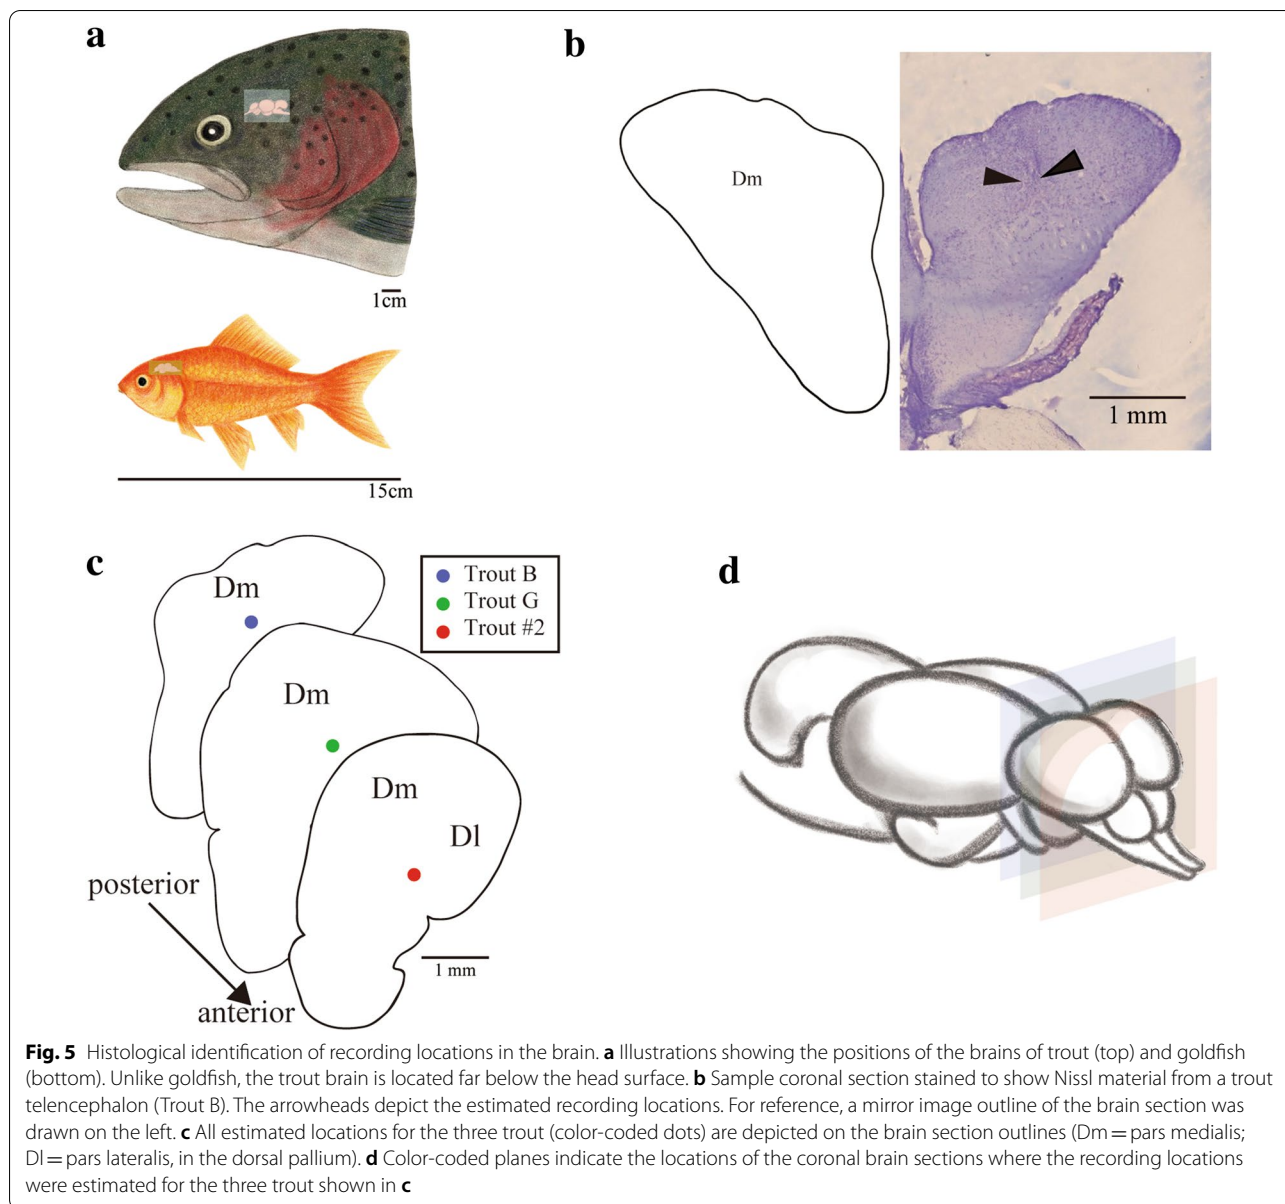 a
1cm
15cm
b
Dm
1 mm
c
Dm
Dm
Dm
Dl
Trout B
Trout G
Trout #2
posterior
anterior
1 mm
d
Fig. 5 Histological identification of recording locations in the brain. a Illustrations showing the positions of the brains of trout (top) and goldfish
(bottom). Unlike goldfish, the trout brain is located far below the head surface. b Sample coronal section stained to show Nissl material from a trout
telencephalon (Trout B). The arrowheads depict the estimated recording locations. For reference, a mirror image outline of the brain section was
drawn on the left. c All estimated locations for the three trout (color-coded dots) are depicted on the brain section outlines (Dm = pars medialis;
Dl = pars lateralis, in the dorsal pallium). d Color-coded planes indicate the locations of the coronal brain sections where the recording locations
were estimated for the three trout shown in c